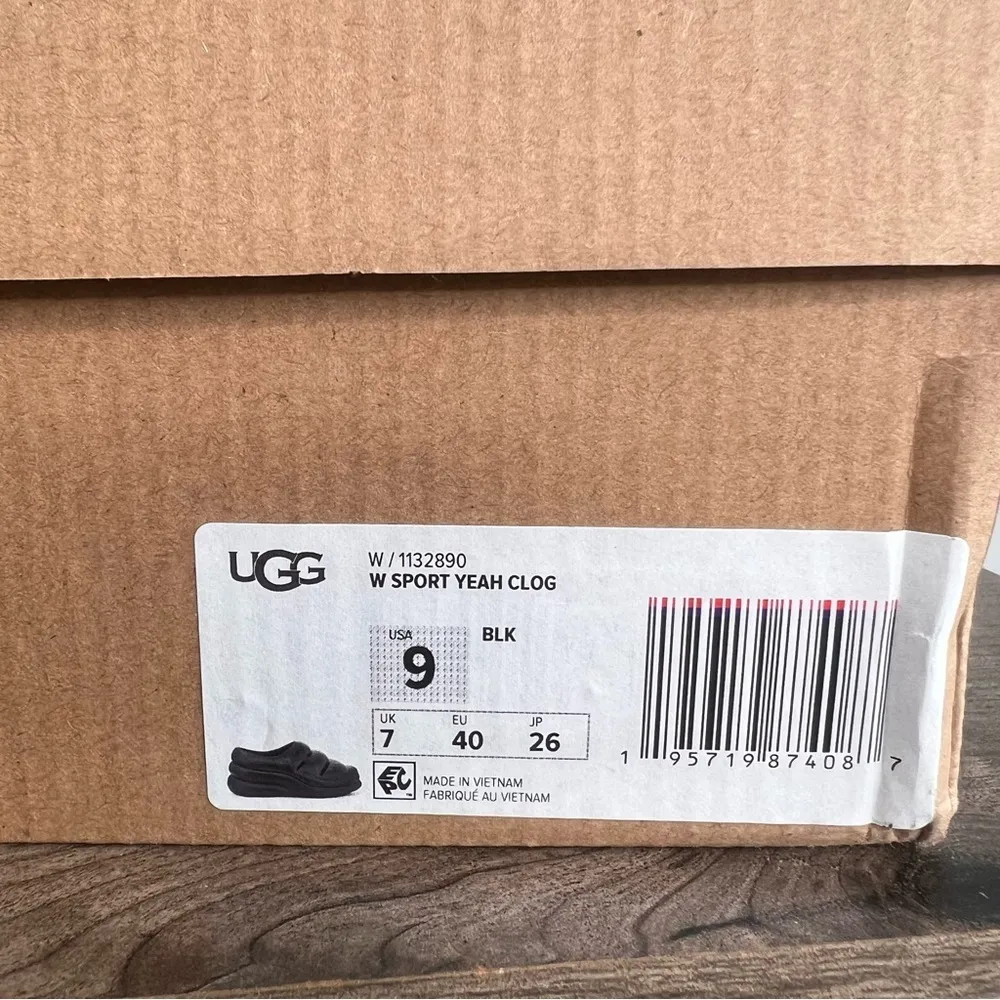 UGG
W / 1132890
W SPORT YEAH CLOG
USA
9
BLK
UK EU JP
7 40 26
EPC™
MADE IN VIETNAM
FABRIQUÉ AU VIETNAM
1 95719 87408 7